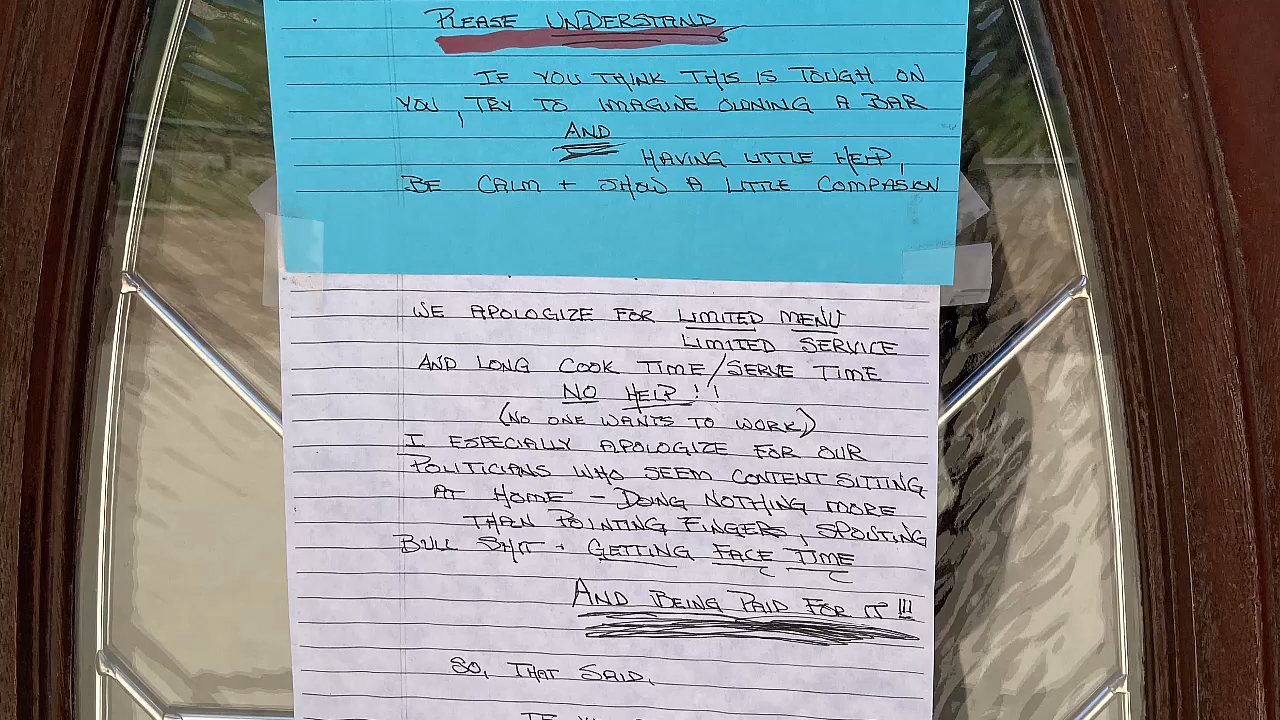 PLEASE UNDERSTAND
IF YOU THINK THIS IS TOUGH ON
YOU, TRY TO IMAGINE OWNING A BAR
AND
HAVING LITTLE HELP,
BE CALM + SHOW A LITTLE COMPASION
WE APOLOGIZE FOR LIMITED MENU
LIMITED SERVICE
AND LONG COOK TIME/SERVE TIME
NO HELP!!
(NO ONE WANTS TO WORK)
I ESPECIALLY APOLOGIZE FOR OUR
POLITICIANS WHO SEEM CONTENT SITTING
AT HOME - DOING NOTHING MORE
THAN POINTING FINGERS, SPOUTING
BULL SHIT + GETTING FACE TIME
AND BEING PAID FOR IT!!!
SO, THAT SAID,